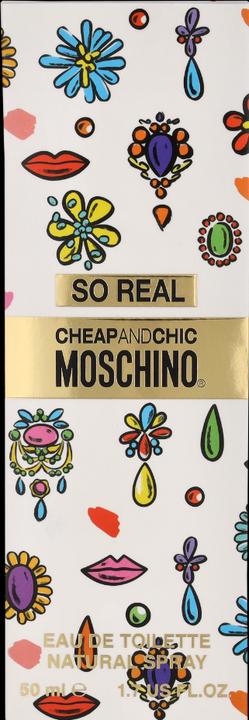 SO REAL
CHEAPANDCHIC
MOSCHINO®
EAU DE TOILETTE
NATURAL SPRAY
50 ml ℮ 1.7 US FL.OZ.